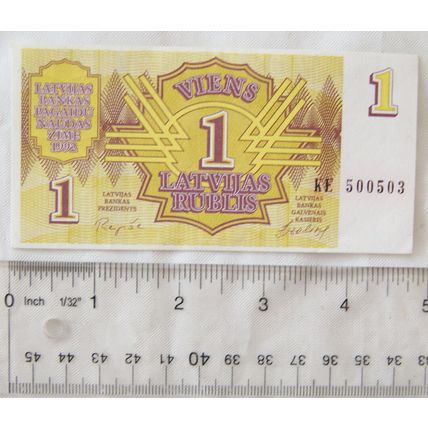 LATVIJAS
BANKAS
PAGAIDU
NAUDAS
ZĪME
1992
VIENS
1
LATVIJAS
RUBLIS
1
1
LATVIJAS
BANKAS
PREZIDENTS
LATVIJAS
BANKAS
GALVENAIS
KASIERIS
KE 500503
0 Inch 1/32" 1 2 3 4 5
45 44 43 42 41 40 39 38 37 36 35 34 33